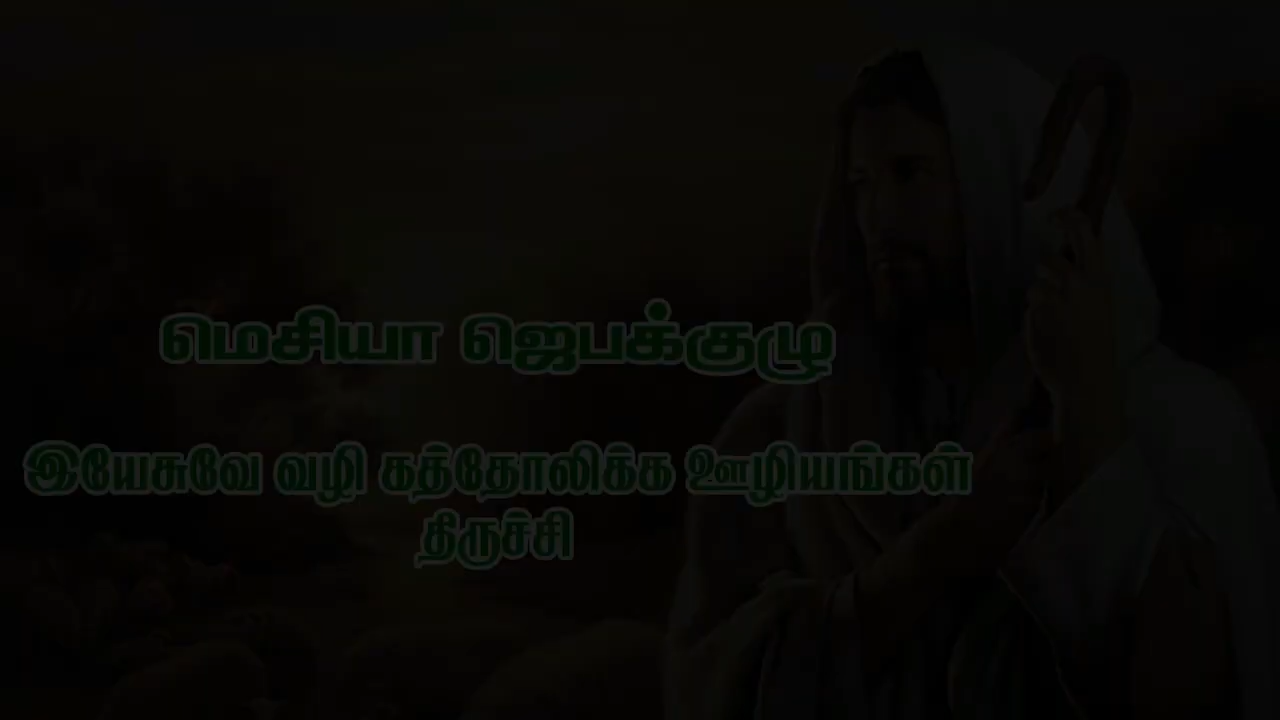 மெசியா ஜெபக்குழு
இயேசுவே வழி கத்தோலிக்க ஊழியங்கள்
திருச்சி